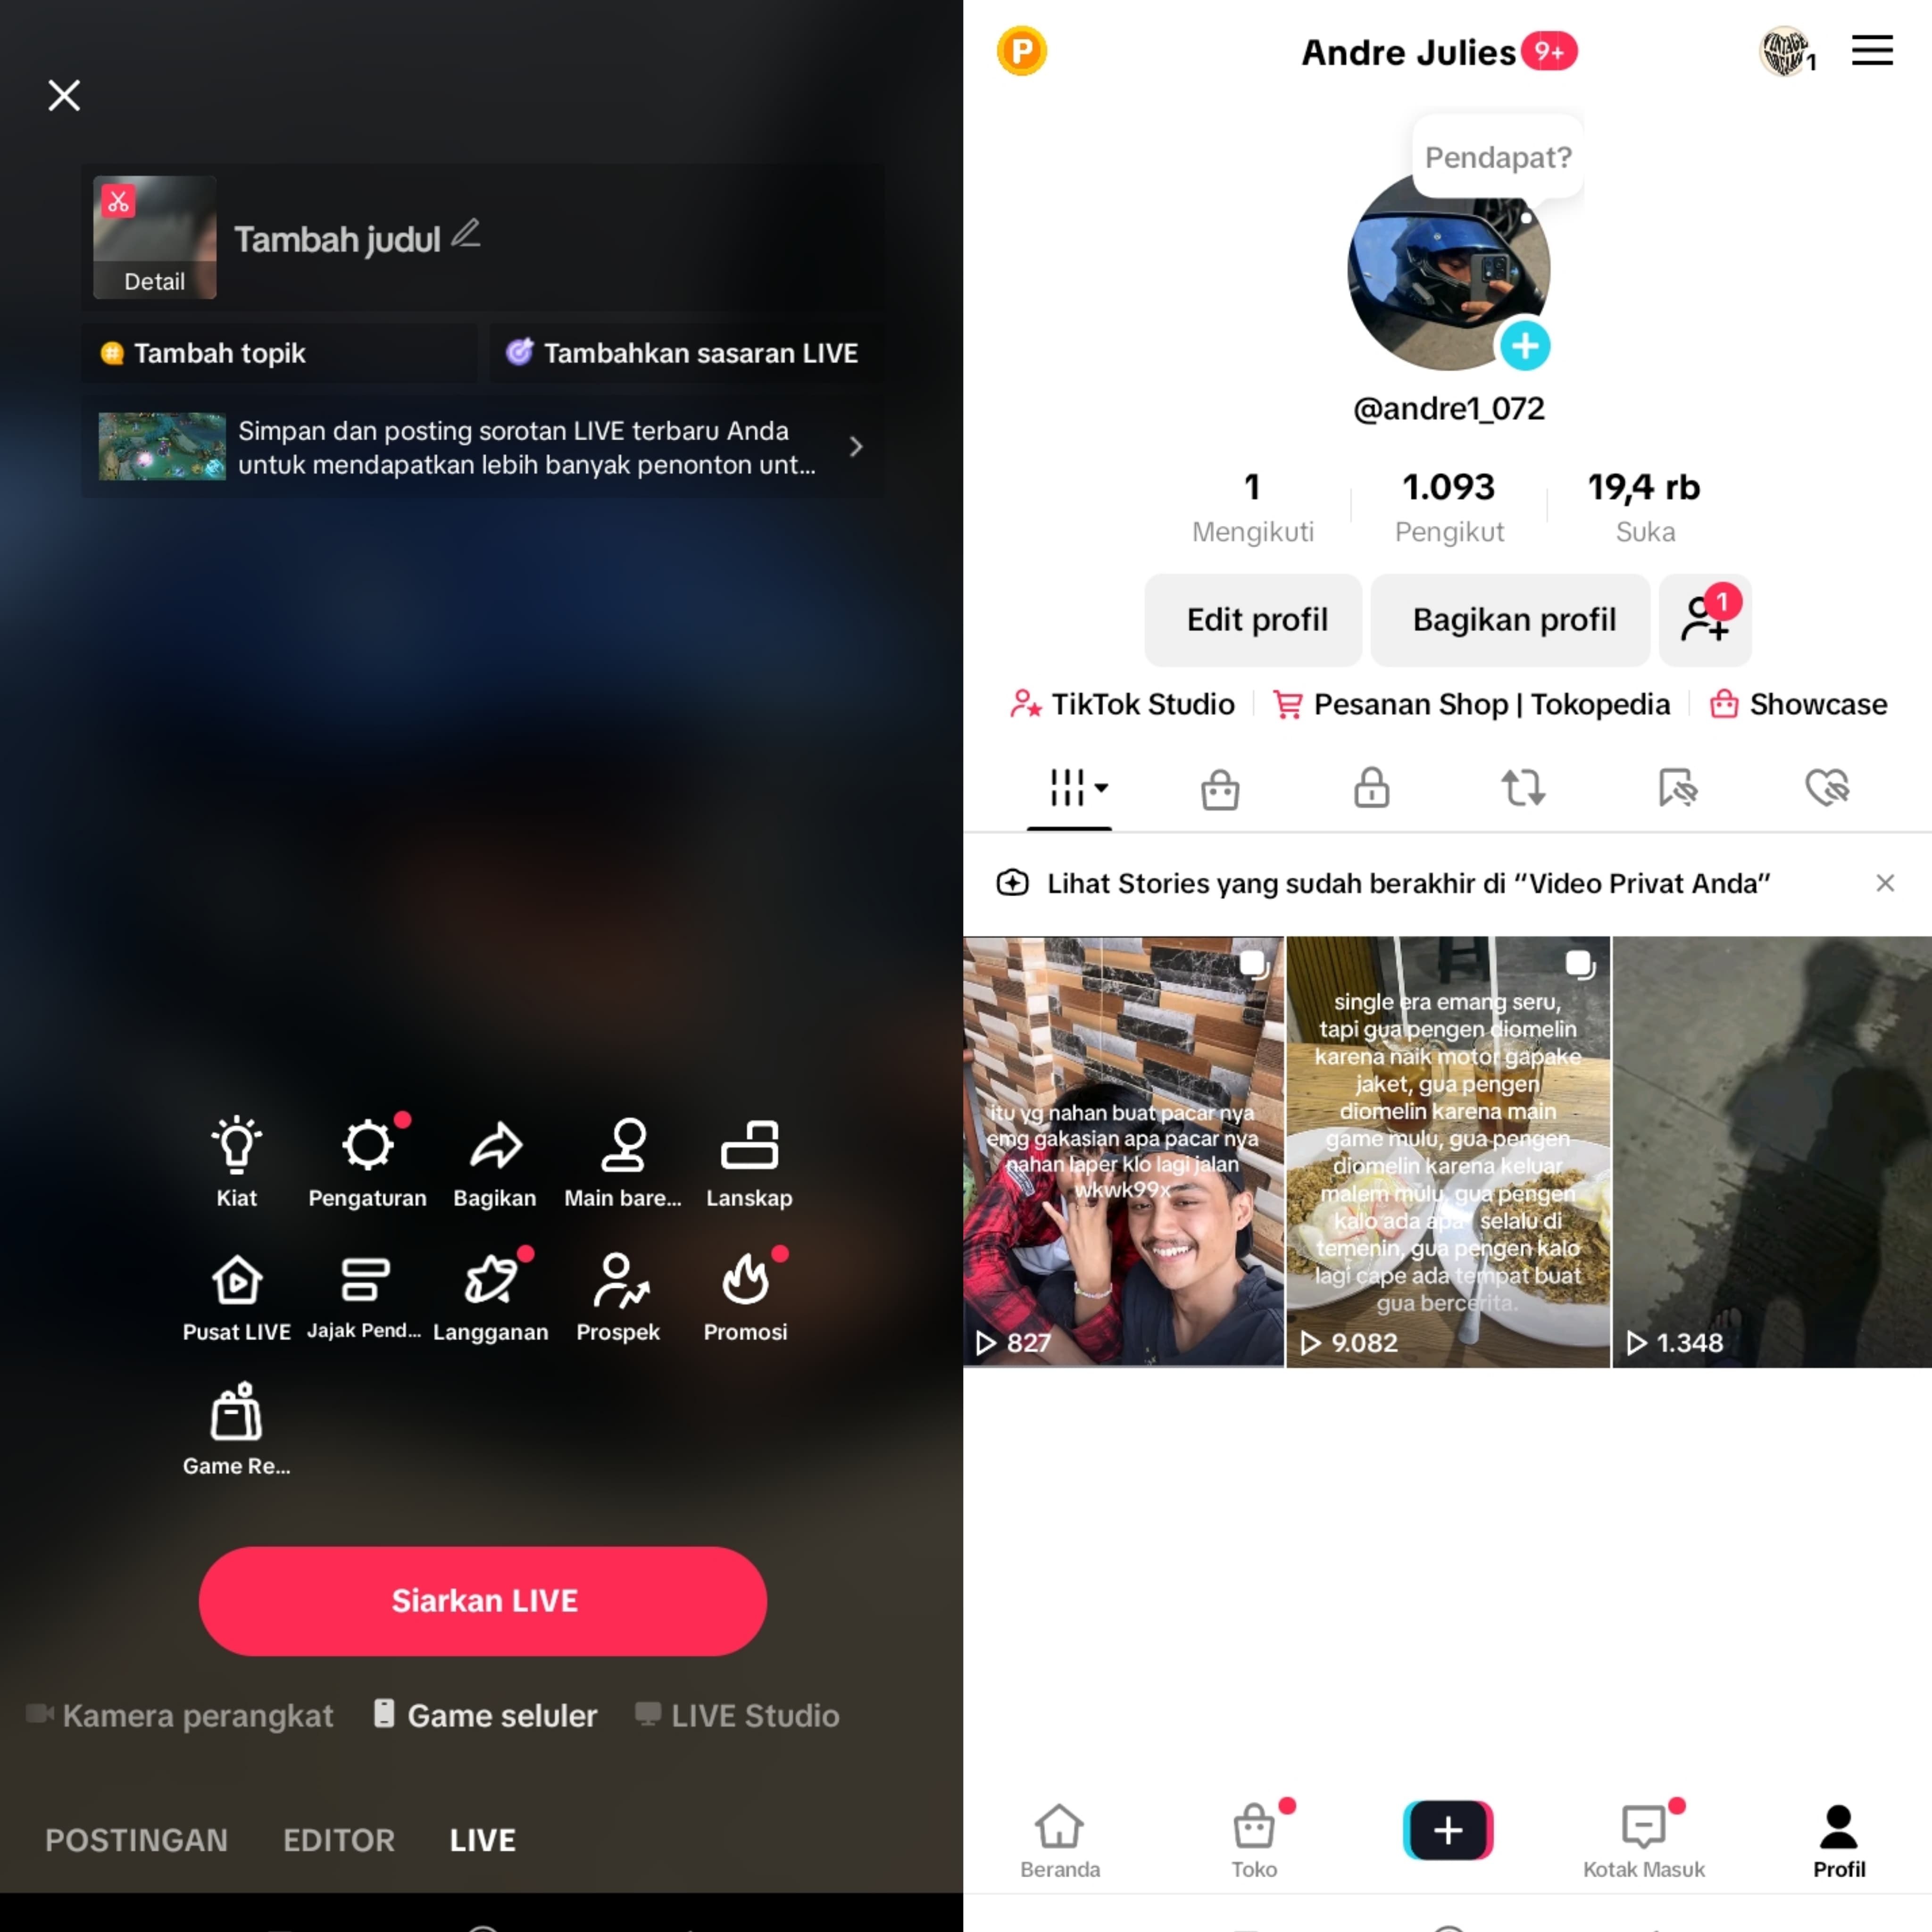 Tambah judul
Detail
Tambah topik
Tambahkan sasaran LIVE
Simpan dan posting sorotan LIVE terbaru Anda
untuk mendapatkan lebih banyak penonton unt...
Kiat
Pengaturan
Bagikan
Main bare...
Lanskap
Pusat LIVE
Jajak Pend...
Langganan
Prospek
Promosi
Game Re...
Siarkan LIVE
Kamera perangkat
Game seluler
LIVE Studio
POSTINGAN
EDITOR
LIVE
P
Andre Julies 9+
1
Pendapat?
@andre1_072
1
Mengikuti
1.093
Pengikut
19,4 rb
Suka
Edit profil
Bagikan profil
1
TikTok Studio
Pesanan Shop | Tokopedia
Showcase
Lihat Stories yang sudah berakhir di “Video Privat Anda”
itu yg nahan buat pacar nya
emg gakasian apa pacar nya
nahan laper klo lagi jalan
wkwk99x
827
single era emang seru,
tapi gua pengen diomelin
karena naik motor gapake
jaket, gua pengen
diomelin karena main
game mulu, gua pengen
diomelin karena keluar
malem mulu, gua pengen
kalo ada apa² selalu di
temenin, gua pengen kalo
lagi cape ada tempat buat
gua bercerita.
9.082
1.348
Beranda
Toko
Kotak Masuk
Profil